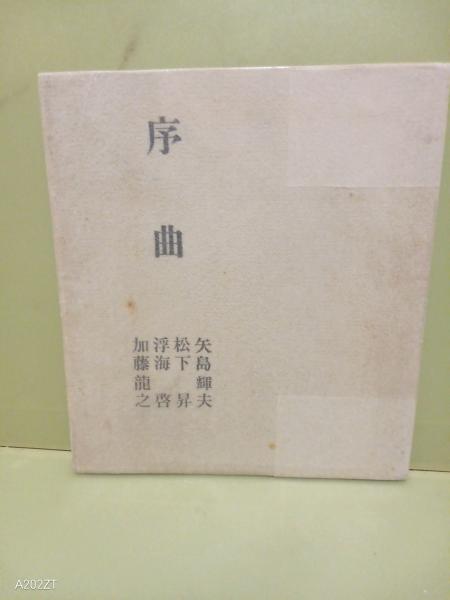 序曲
矢島輝夫
松下昇
浮海啓
加藤龍之
A202ZT